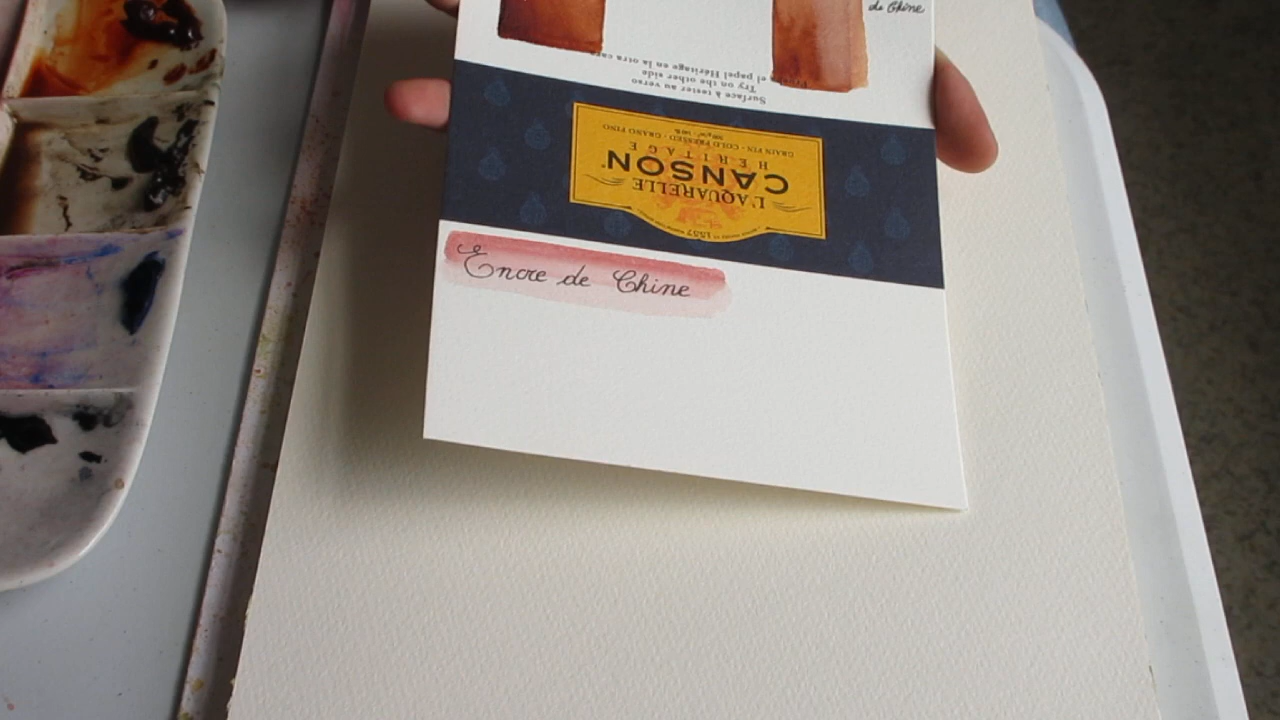 de Chine
Surface à tester au verso
Try on the other side
el papel Héritage en la otra cara
1557
L'AQUARELLE
CANSON
HERITAGE
GRAIN FIN - COLD PRESSED - GRANO FINO
Encre de Chine